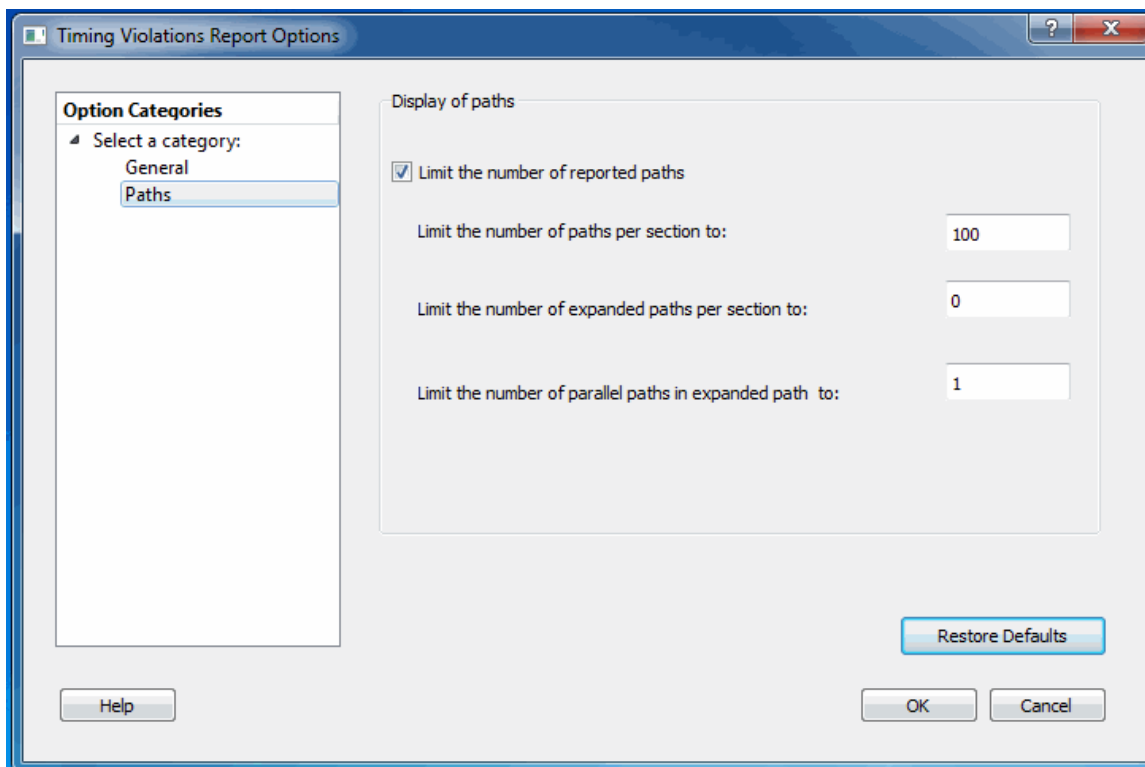 Timing Violations Report Options
?
X
Option Categories
Select a category:
General
Paths
Display of paths
Limit the number of reported paths
Limit the number of paths per section to:
100
Limit the number of expanded paths per section to:
0
Limit the number of parallel paths in expanded path to:
1
Restore Defaults
Help
OK
Cancel